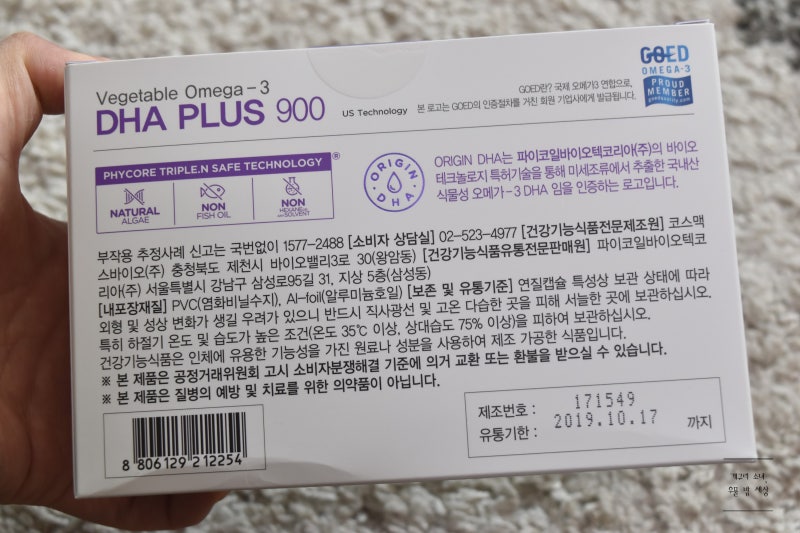 Vegetable Omega-3
DHA PLUS 900
US Technology
GOED란? 국제 오메가3 연합으로,
본 로고는 GOED의 인증절차를 거친 회원 기업사에게 발급됩니다.
GOED
OMEGA-3
PROUD
MEMBER
goedomega3.com
PHYCORE TRIPLE.N SAFE TECHNOLOGY®
NATURAL
ALGAE
NON
FISH OIL
NON
SOLVENT
ORIGIN DHA
ORIGIN DHA는 파이코일바이오텍코리아(주)의 바이오
테크놀로지 특허기술을 통해 미세조류에서 추출한 국내산
식물성 오메가-3 DHA 임을 인증하는 로고입니다.
부작용 추정사례 신고는 국번없이 1577-2488 [소비자 상담실] 02-523-4977 [건강기능식품전문제조원] 코스맥
스바이오(주) 충청북도 제천시 바이오밸리3로 30(왕암동) [건강기능식품유통전문판매원] 파이코일바이오텍코
리아(주) 서울특별시 강남구 삼성로95길 31, 지상 5층(삼성동)
[내포장재질] PVC(염화비닐수지), Al-foil(알루미늄호일) [보존 및 유통기준] 연질캡슐 특성상 보관 상태에 따라
외형 및 성상 변화가 생길 우려가 있으니 반드시 직사광선 및 고온 다습한 곳을 피해 서늘한 곳에 보관하십시오.
특히 하절기 온도 및 습도가 높은 조건(온도 35℃ 이상, 상대습도 75% 이상)을 피하여 보관하십시오.
건강기능식품은 인체에 유용한 기능성을 가진 원료나 성분을 사용하여 제조 가공한 식품입니다.
※ 본 제품은 공정거래위원회 고시 소비자분쟁해결 기준에 의거 교환 또는 환불을 받으실 수 있습니다.
※ 본 제품은 질병의 예방 및 치료를 위한 의약품이 아닙니다.
8 806129 212254
제조번호 : 171549
유통기한 : 2019.10.17 까지